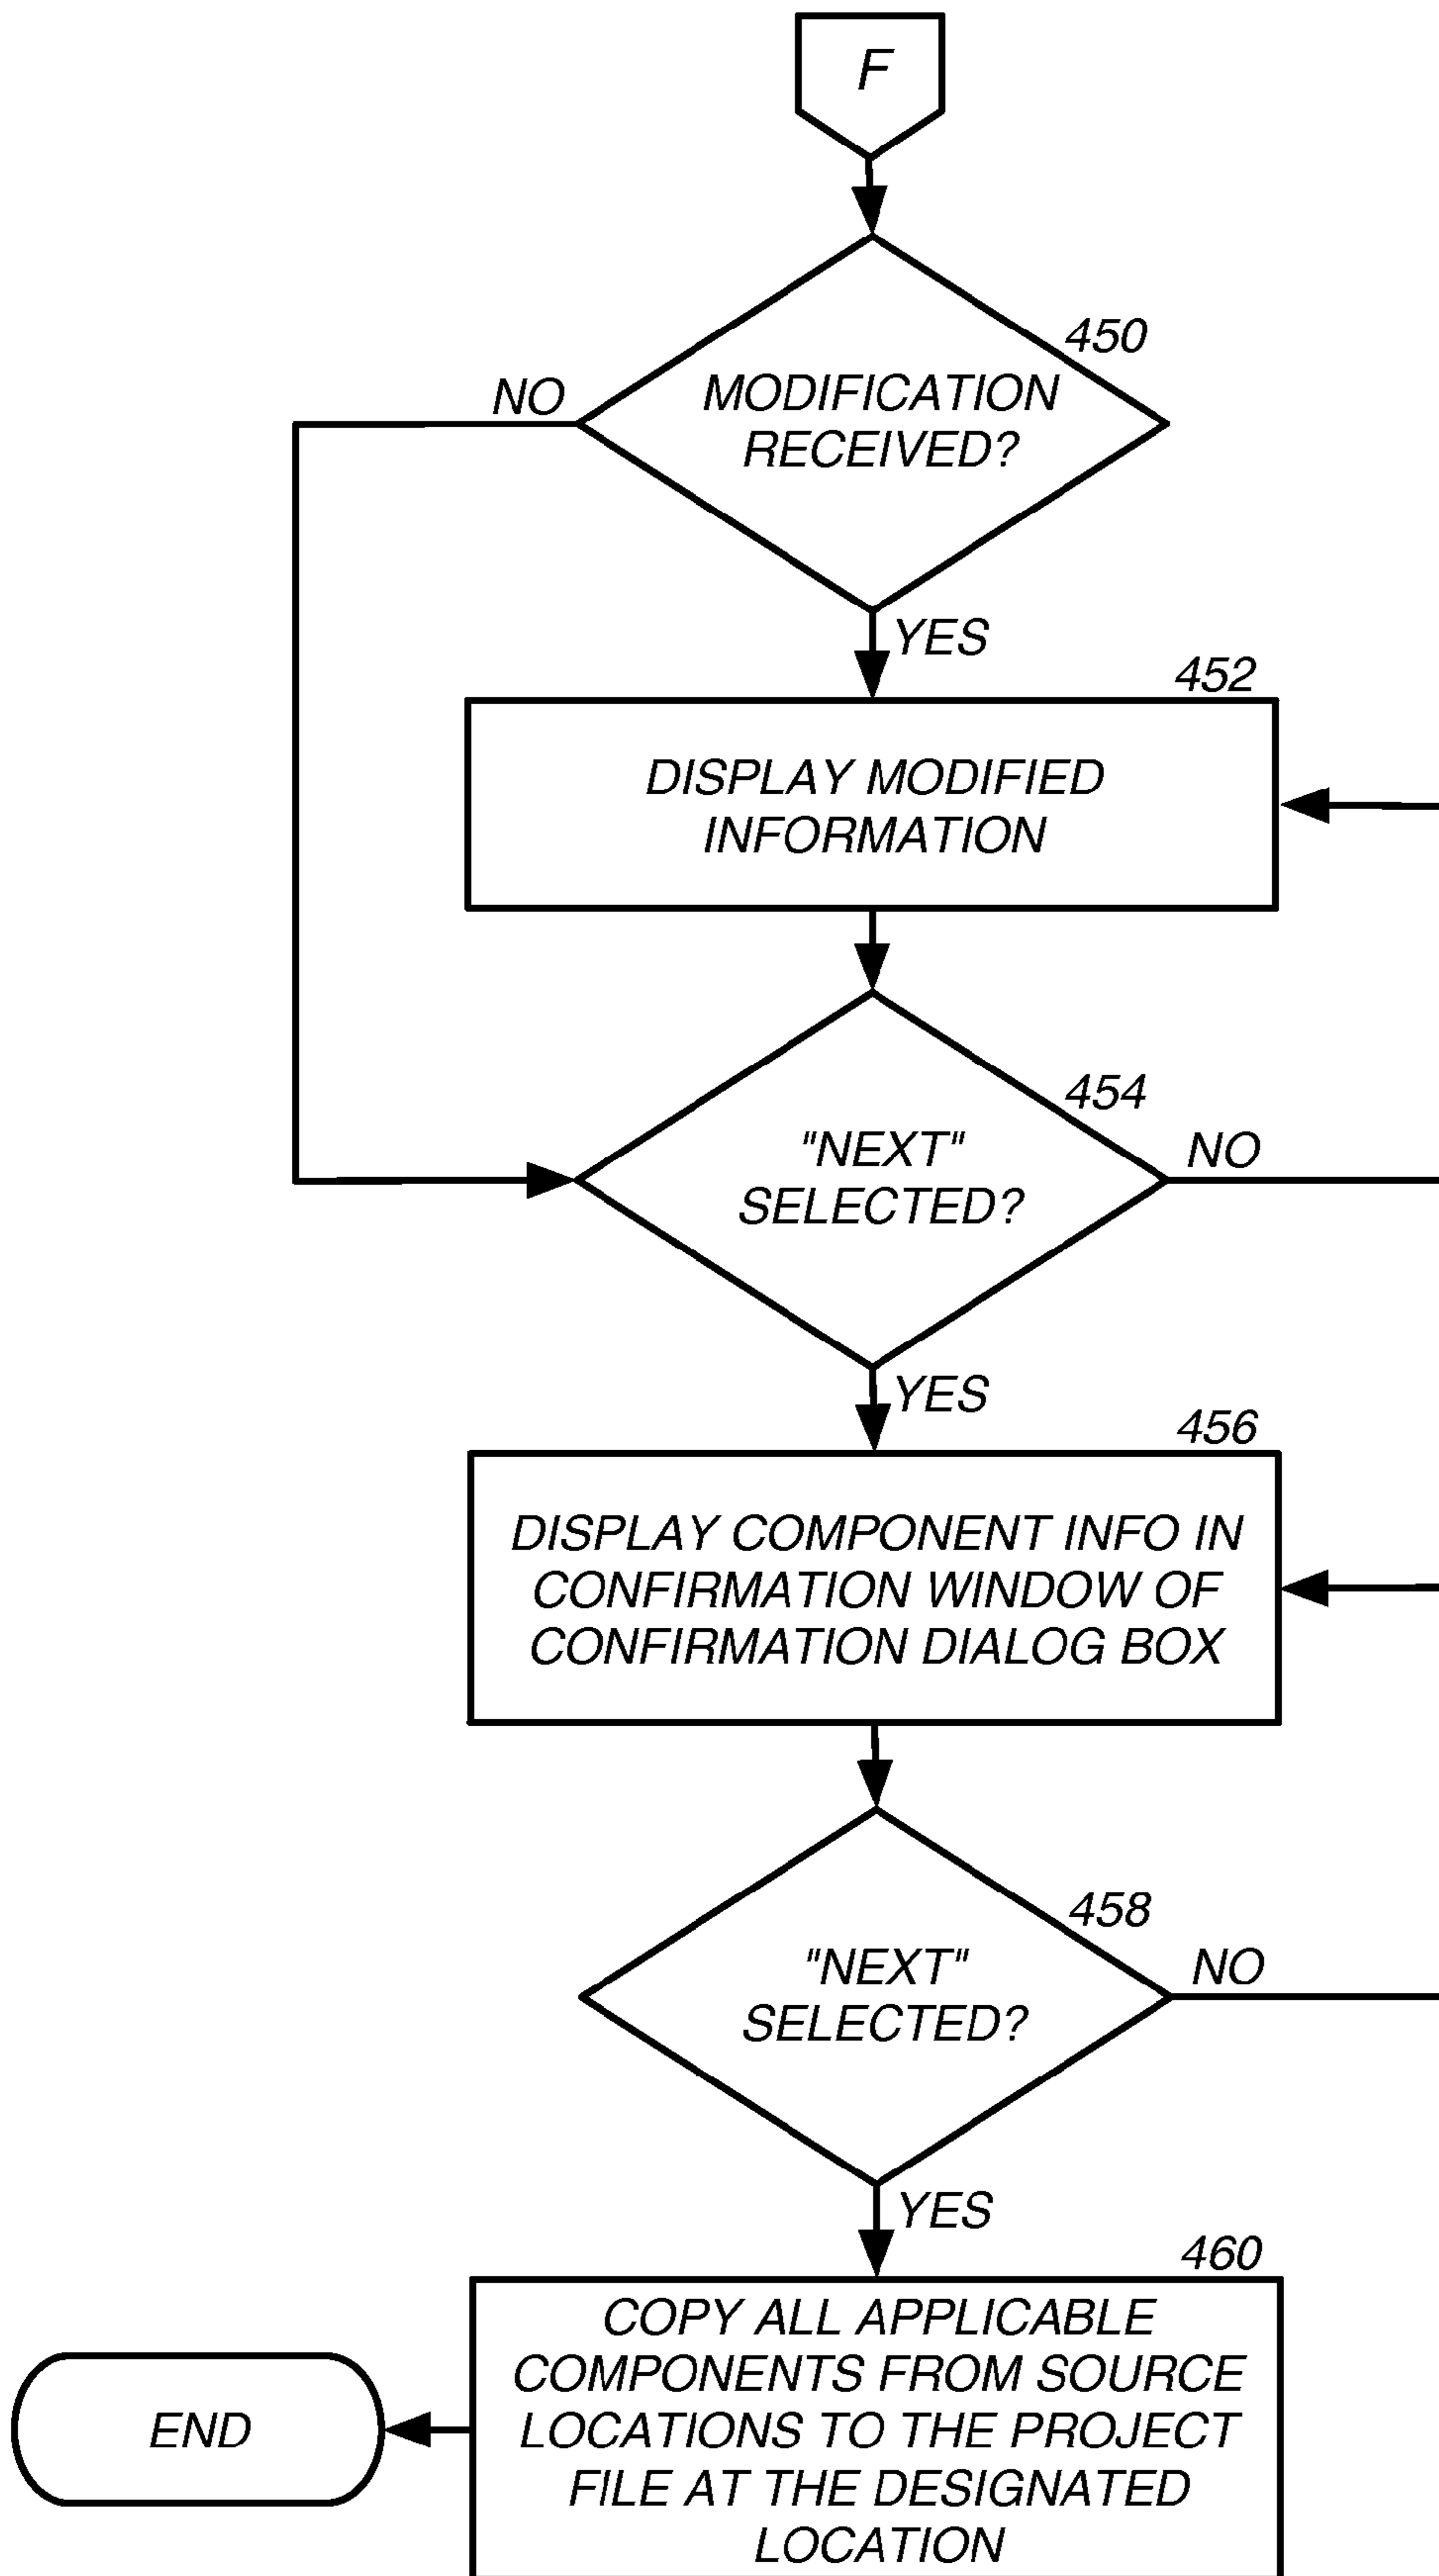 F
450
NO
MODIFICATION
RECEIVED?
YES
452
DISPLAY MODIFIED
INFORMATION
454
"NEXT"
SELECTED?
NO
YES
456
DISPLAY COMPONENT INFO IN
CONFIRMATION WINDOW OF
CONFIRMATION DIALOG BOX
458
"NEXT"
SELECTED?
NO
YES
460
COPY ALL APPLICABLE
COMPONENTS FROM SOURCE
LOCATIONS TO THE PROJECT
FILE AT THE DESIGNATED
LOCATION
END